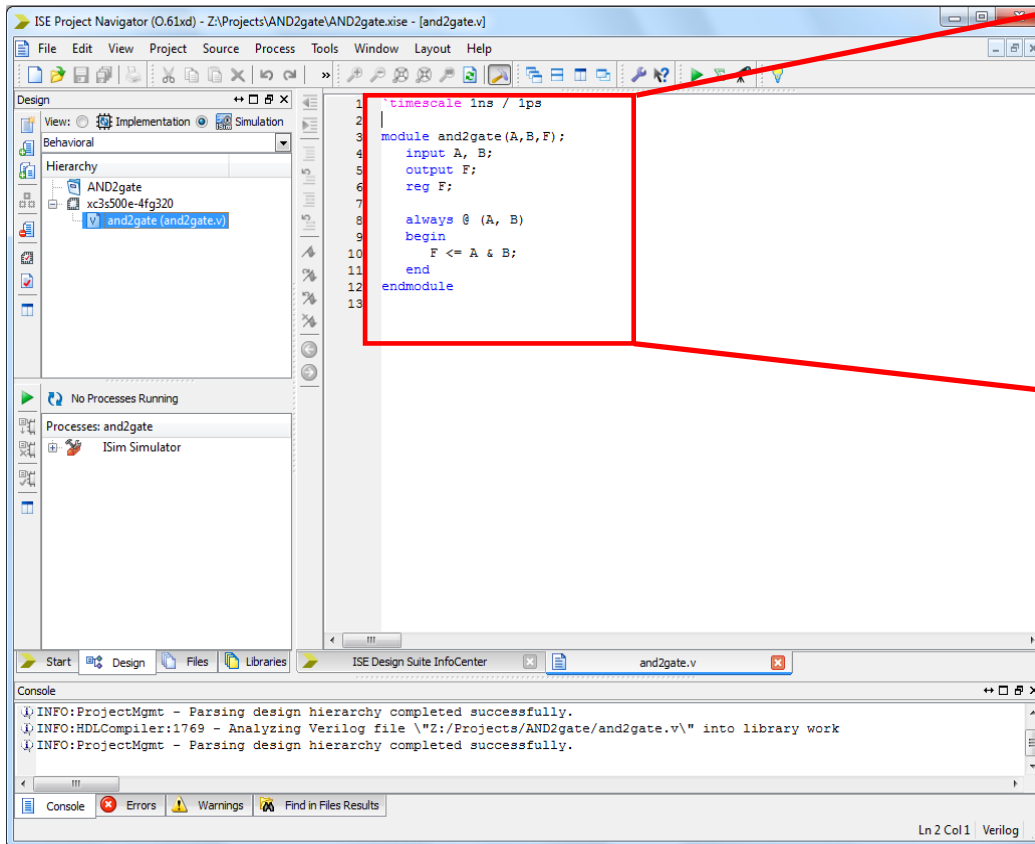 ISE Project Navigator (O.61xd) - Z:\Projects\AND2gate\AND2gate.xise - [and2gate.v]
File Edit View Project Source Process Tools Window Layout Help
Design
View: Implementation Simulation
Behavioral
Hierarchy
AND2gate
xc3s500e-4fg320
and2gate (and2gate.v)
No Processes Running
Processes: and2gate
ISim Simulator
Start Design Files Libraries
1 `timescale 1ns / 1ps
2
3 module and2gate(A,B,F);
4 input A, B;
5 output F;
6 reg F;
7
8 always @ (A, B)
9 begin
10 F <= A & B;
11 end
12 endmodule
13
ISE Design Suite InfoCenter and2gate.v
Console
INFO:ProjectMgmt - Parsing design hierarchy completed successfully.
INFO:HDLCompiler:1769 - Analyzing Verilog file \"Z:/Projects/AND2gate/and2gate.v\" into library work
INFO:ProjectMgmt - Parsing design hierarchy completed successfully.
Console Errors Warnings Find in Files Results
Ln 2 Col 1 Verilog